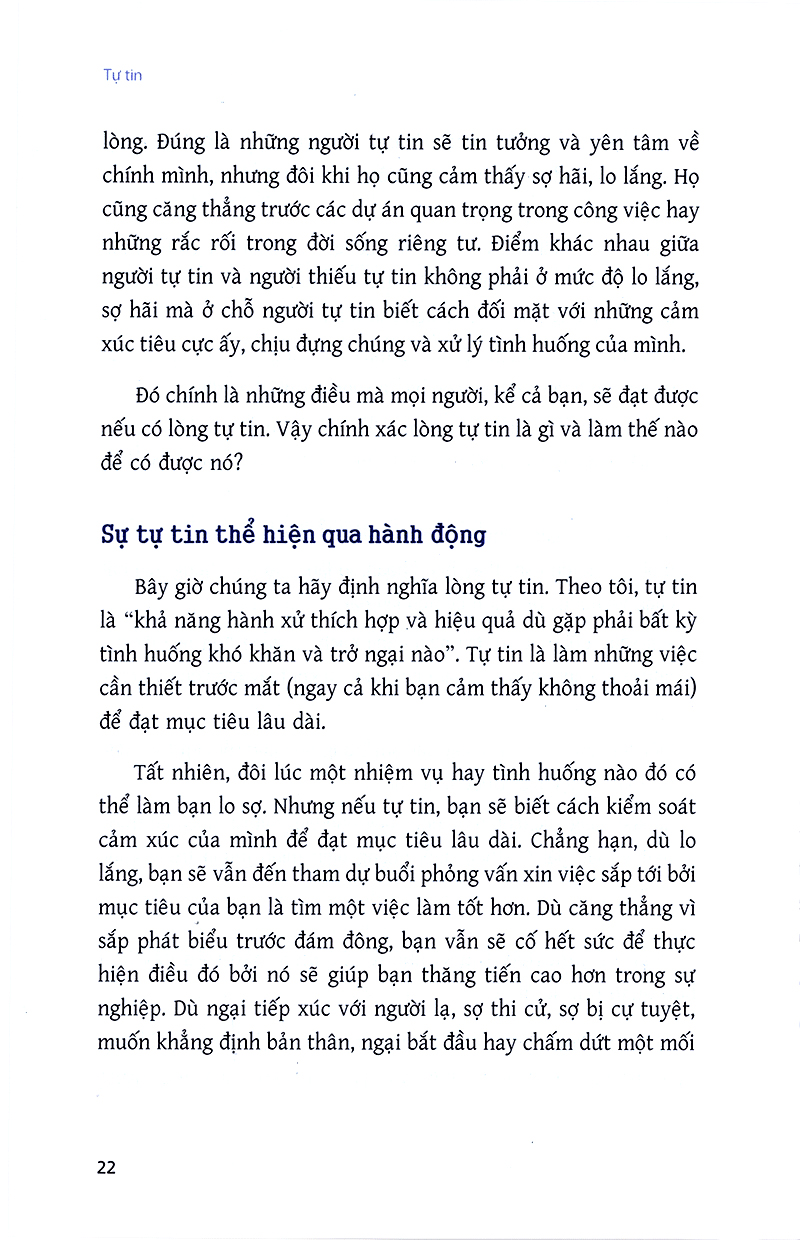 Tự tin
lòng. Đúng là những người tự tin sẽ tin tưởng và yên tâm về
chính mình, nhưng đôi khi họ cũng cảm thấy sợ hãi, lo lắng. Họ
cũng căng thẳng trước các dự án quan trọng trong công việc hay
những rắc rối trong đời sống riêng tư. Điểm khác nhau giữa
người tự tin và người thiếu tự tin không phải ở mức độ lo lắng,
sợ hãi mà ở chỗ người tự tin biết cách đối mặt với những cảm
xúc tiêu cực ấy, chịu đựng chúng và xử lý tình huống của mình.
Đó chính là những điều mà mọi người, kể cả bạn, sẽ đạt được
nếu có lòng tự tin. Vậy chính xác lòng tự tin là gì và làm thế nào
để có được nó?
Sự tự tin thể hiện qua hành động
Bây giờ chúng ta hãy định nghĩa lòng tự tin. Theo tôi, tự tin
là “khả năng hành xử thích hợp và hiệu quả dù gặp phải bất kỳ
tình huống khó khăn và trở ngại nào”. Tự tin là làm những việc
cần thiết trước mắt (ngay cả khi bạn cảm thấy không thoải mái)
để đạt mục tiêu lâu dài.
Tất nhiên, đôi lúc một nhiệm vụ hay tình huống nào đó có
thể làm bạn lo sợ. Nhưng nếu tự tin, bạn sẽ biết cách kiểm soát
cảm xúc của mình để đạt mục tiêu lâu dài. Chẳng hạn, dù lo
lắng, bạn sẽ vẫn đến tham dự buổi phỏng vấn xin việc sắp tới bởi
mục tiêu của bạn là tìm một việc làm tốt hơn. Dù căng thẳng vì
sắp phát biểu trước đám đông, bạn vẫn sẽ cố hết sức để thực
hiện điều đó bởi nó sẽ giúp bạn thăng tiến cao hơn trong sự
nghiệp. Dù ngại tiếp xúc với người lạ, sợ thi cử, sợ bị cự tuyệt,
muốn khẳng định bản thân, ngại bắt đầu hay chấm dứt một mối
22